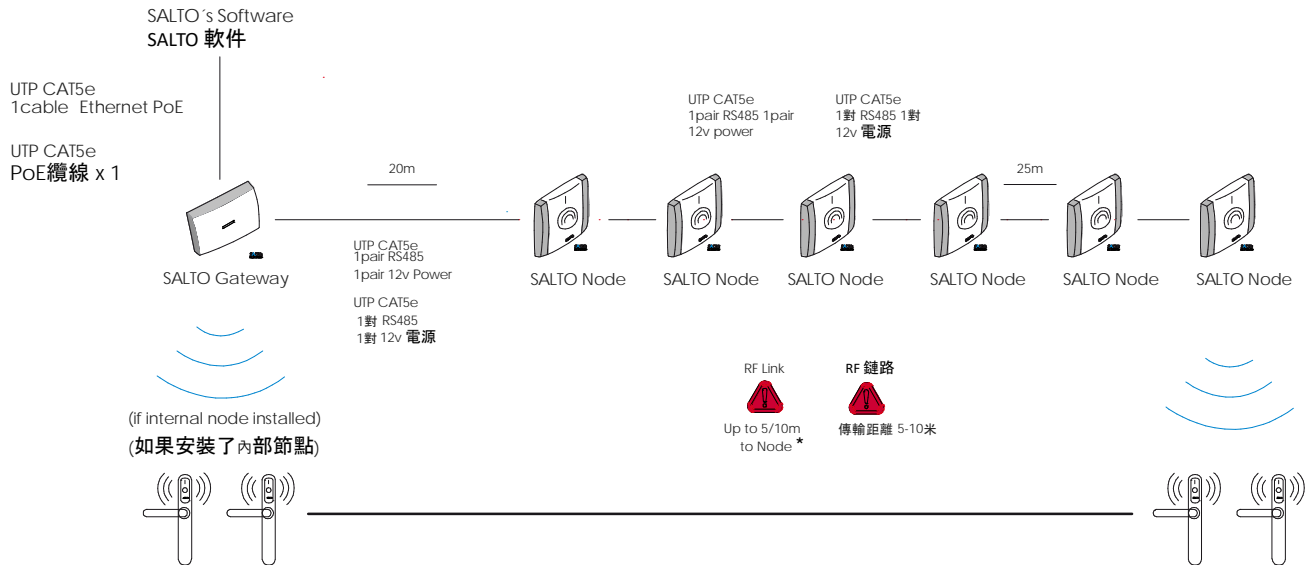 SALTO´s Software
SALTO 軟件
UTP CAT5e
1cable Ethernet PoE
UTP CAT5e
PoE纜線 x 1
20m
UTP CAT5e
1pair RS485 1pair
12v power
UTP CAT5e
1對 RS485 1對
12v 電源
25m
SALTO Gateway
UTP CAT5e
1pair RS485
1pair 12v Power
UTP CAT5e
1對 RS485
1對 12v 電源
SALTO Node
SALTO Node
SALTO Node
SALTO Node
SALTO Node
SALTO Node
(if internal node installed)
(如果安裝了內部節點)
RF Link
Up to 5/10m
to Node *
RF 鏈路
傳輸距離 5-10米